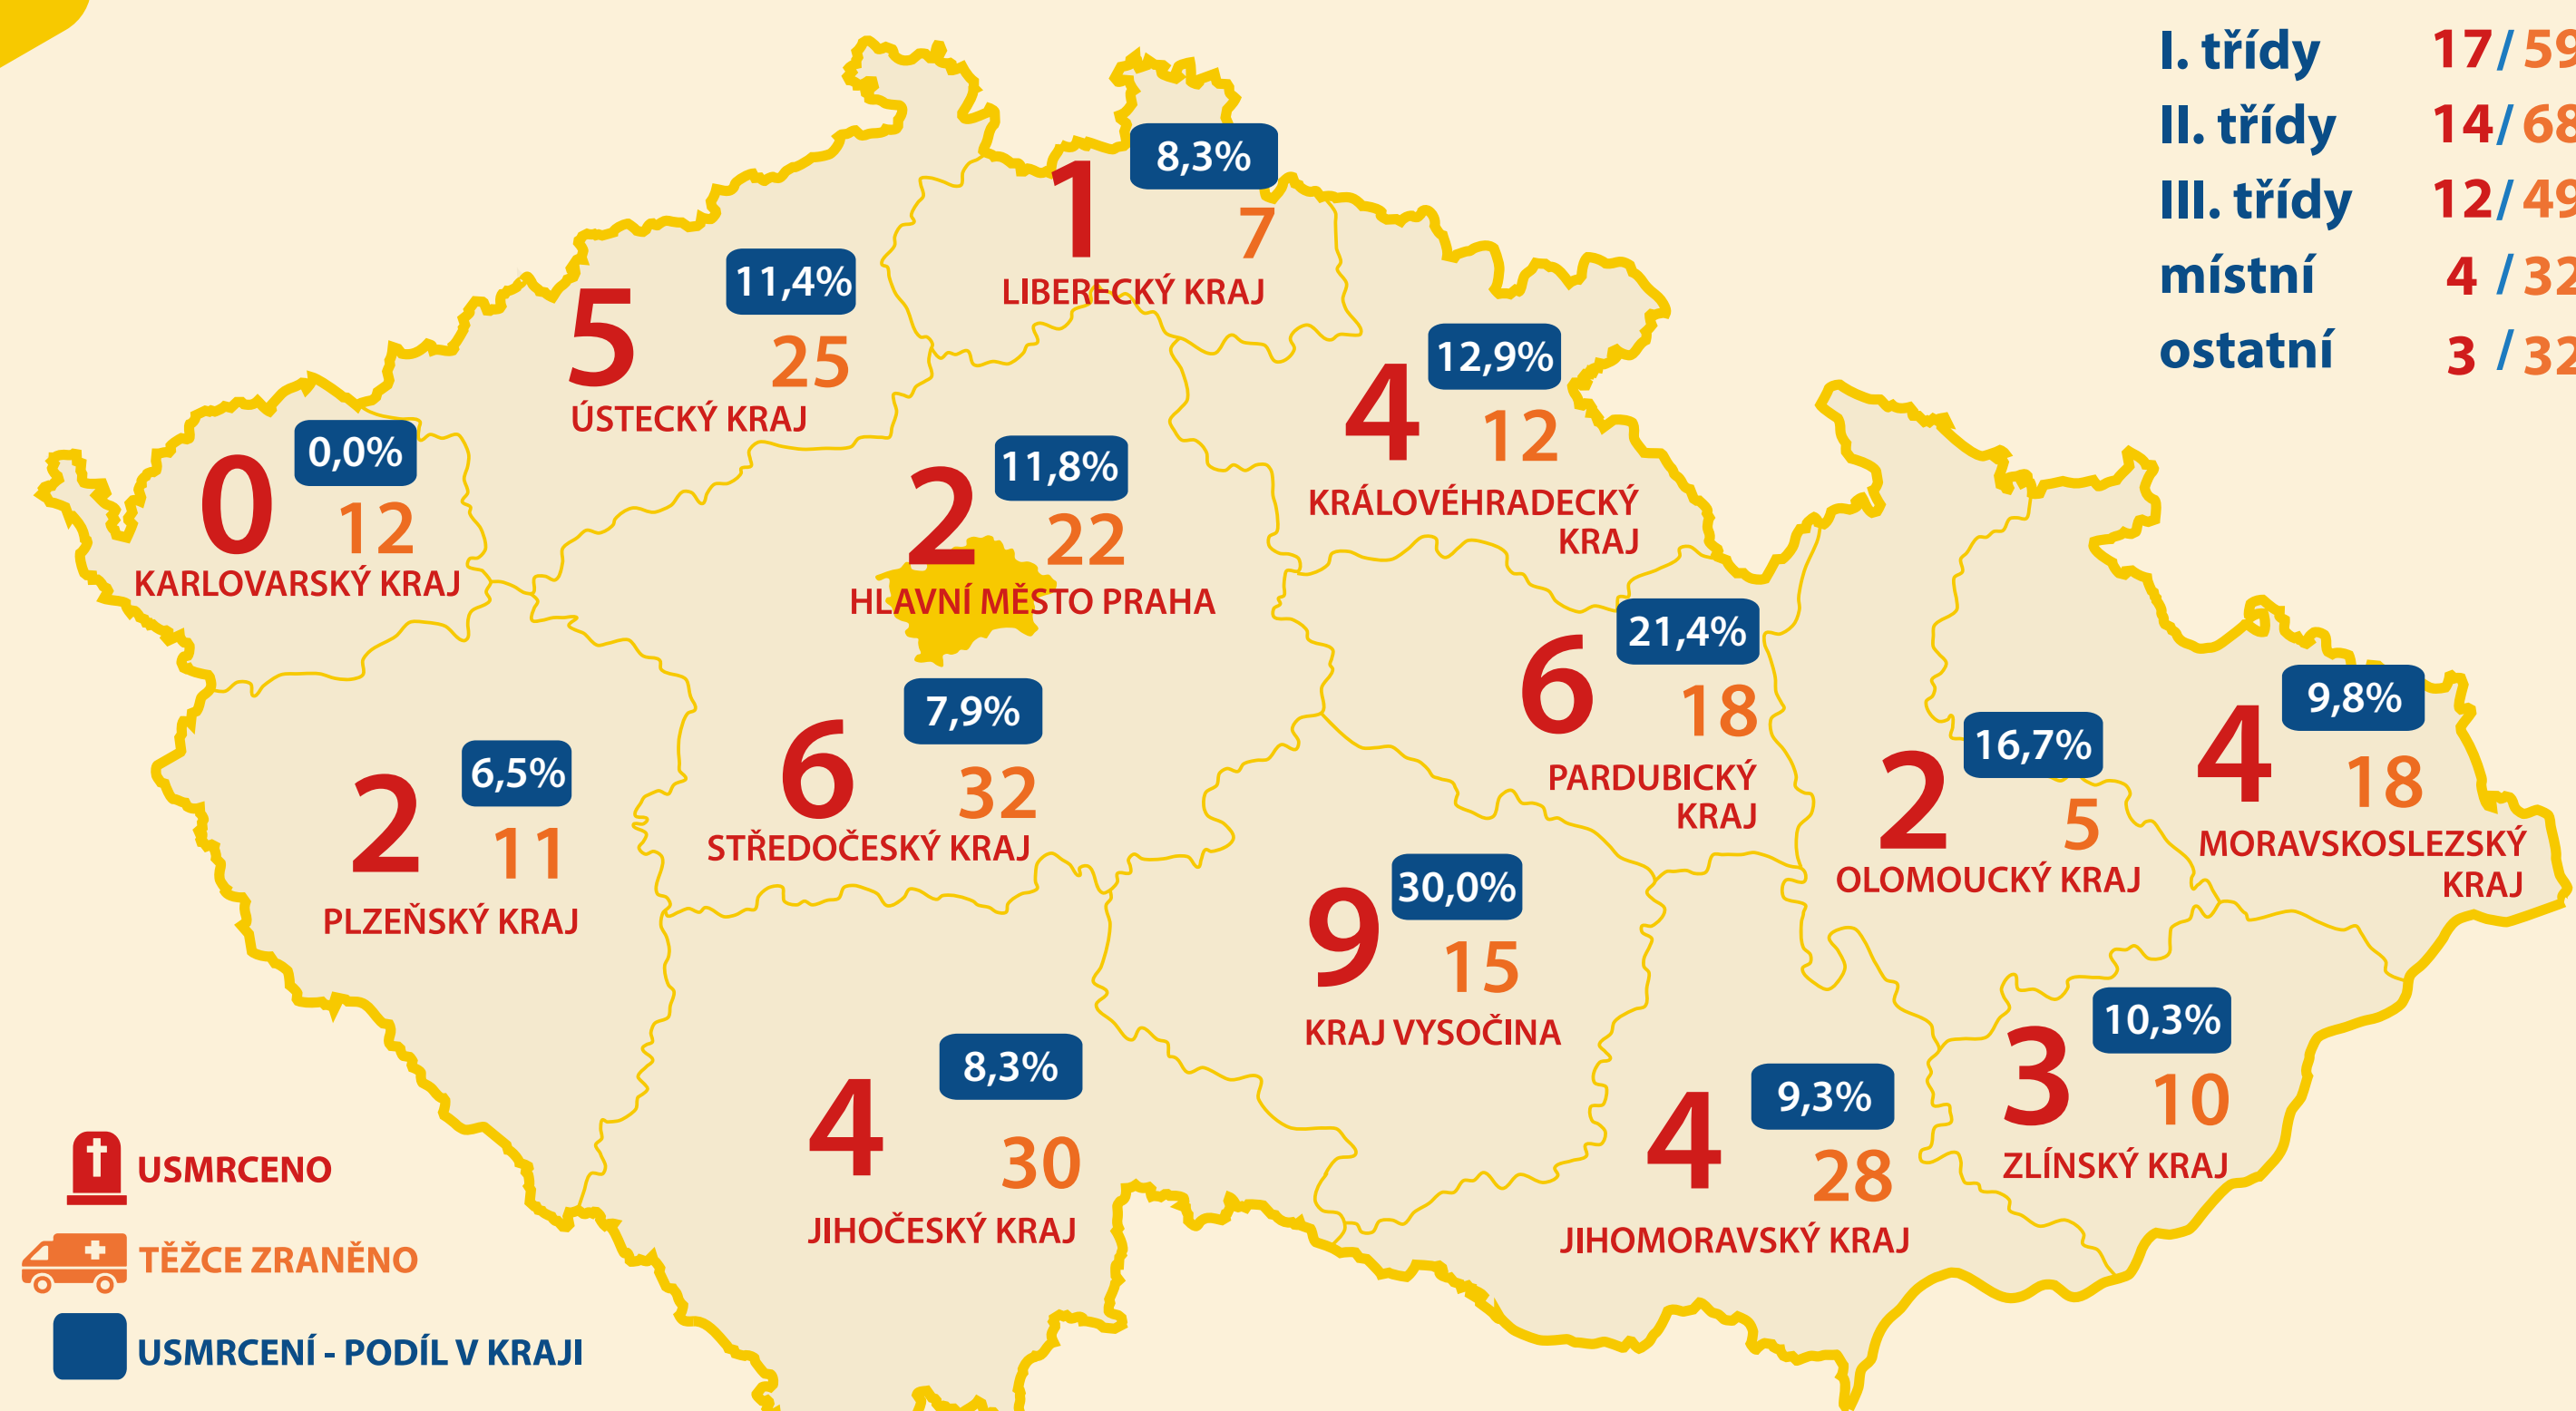 I. třídy 17/59
II. třídy 14/68
III. třídy 12/49
místní 4 /32
ostatní 3 /32
8,3%
1 7
LIBERECKÝ KRAJ
11,4%
5 25
ÚSTECKÝ KRAJ
12,9%
4 12
KRÁLOVÉHRADECKÝ
KRAJ
0,0%
0 12
KARLOVARSKÝ KRAJ
11,8%
2 22
HLAVNÍ MĚSTO PRAHA
21,4%
6 18
PARDUBICKÝ
KRAJ
7,9%
6 32
STŘEDOČESKÝ KRAJ
6,5%
2 11
PLZEŇSKÝ KRAJ
16,7%
2 5
OLOMOUCKÝ KRAJ
9,8%
4 18
MORAVSKOSLEZSKÝ
KRAJ
30,0%
9 15
KRAJ VYSOČINA
10,3%
3 10
ZLÍNSKÝ KRAJ
8,3%
4 30
JIHOČESKÝ KRAJ
9,3%
4 28
JIHOMORAVSKÝ KRAJ
USMRCENO
TĚŽCE ZRANĚNO
USMRCENÍ - PODÍL V KRAJI